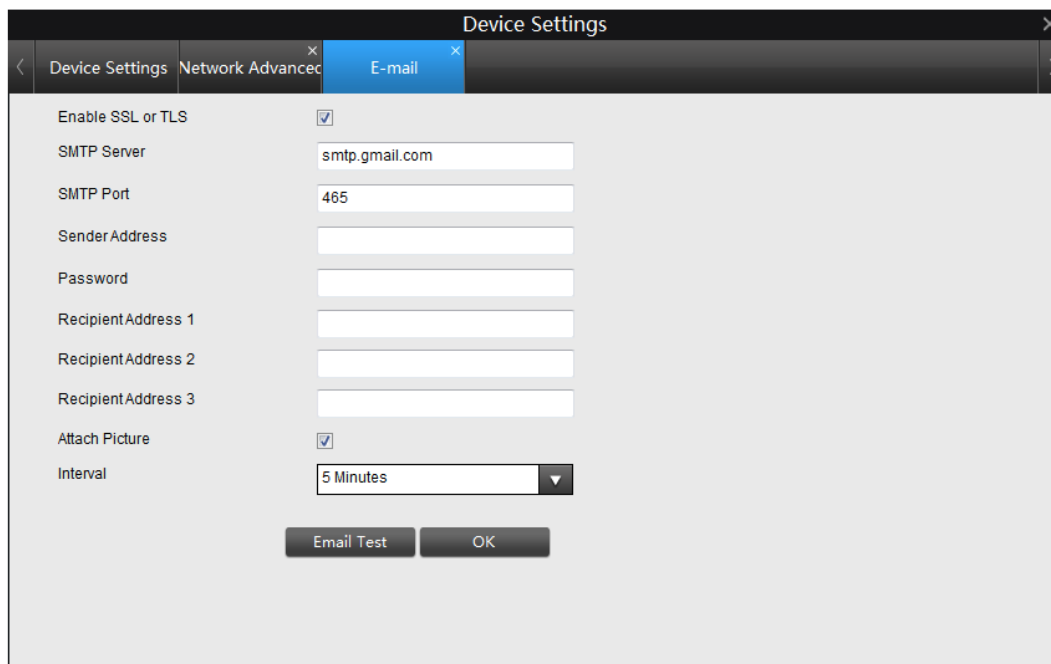 Device Settings
Device Settings Network Advanced E-mail
Enable SSL or TLS
SMTP Server smtp.gmail.com
SMTP Port 465
Sender Address
Password
Recipient Address 1
Recipient Address 2
Recipient Address 3
Attach Picture
Interval 5 Minutes
Email Test OK